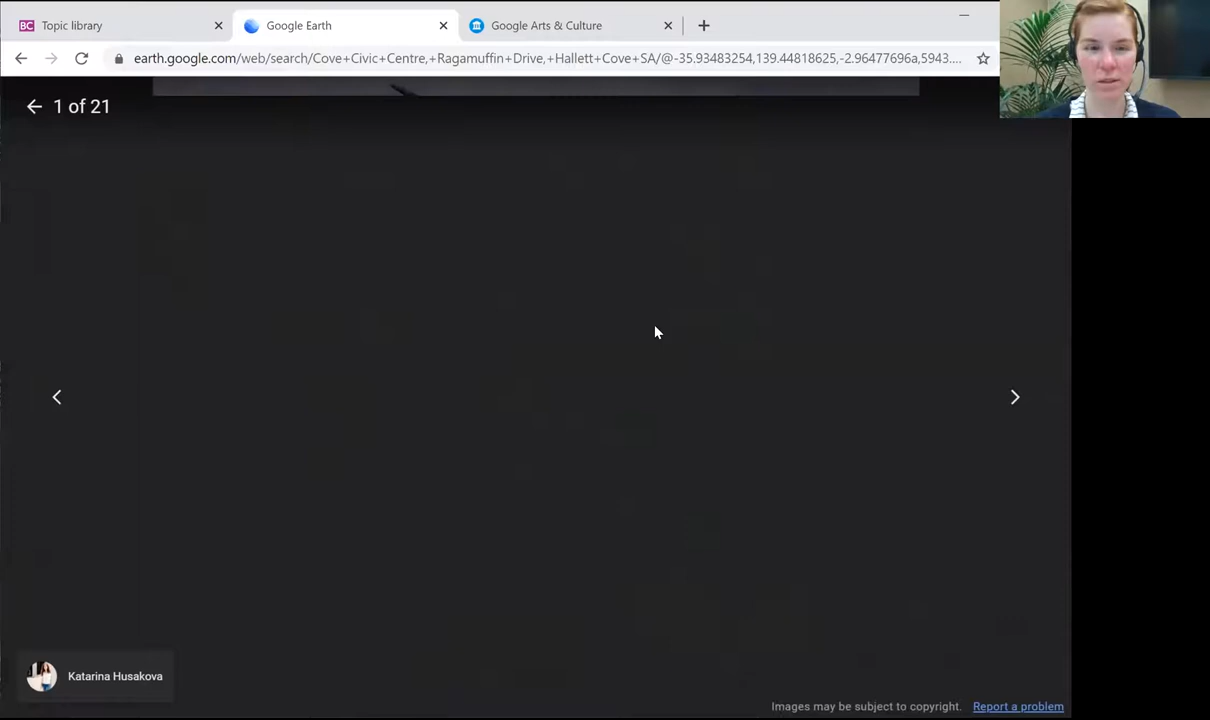 BC Topic library
Google Earth
Google Arts & Culture
earth.google.com/web/search/Cove+Civic+Centre,+Ragamuffin+Drive,+Hallett+Cove+SA/@-35.93483254,139.44818625,-2.96477696a,5943....
1 of 21
Katarina Husakova
Images may be subject to copyright. Report a problem